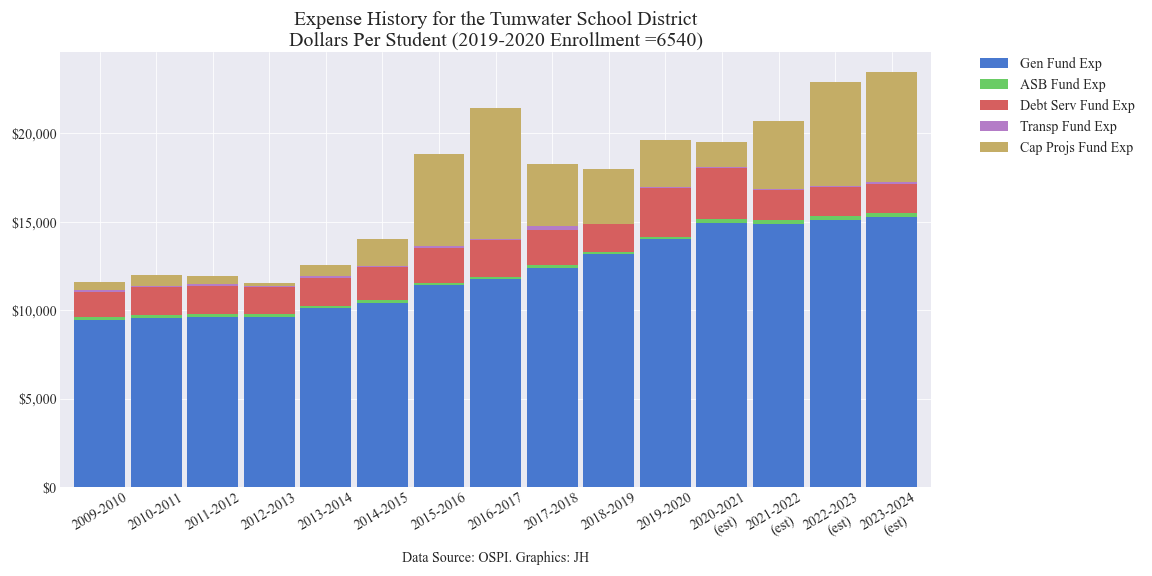 Expense History for the Tumwater School District
Dollars Per Student (2019-2020 Enrollment =6540)
Gen Fund Exp
ASB Fund Exp
Debt Serv Fund Exp
Transp Fund Exp
Cap Projs Fund Exp
$20,000
$15,000
$10,000
$5,000
$0
2009-2010
2010-2011
2011-2012
2012-2013
2013-2014
2014-2015
2015-2016
2016-2017
2017-2018
2018-2019
2019-2020
2020-2021
(est)
2021-2022
(est)
2022-2023
(est)
2023-2024
(est)
Data Source: OSPI. Graphics: JH